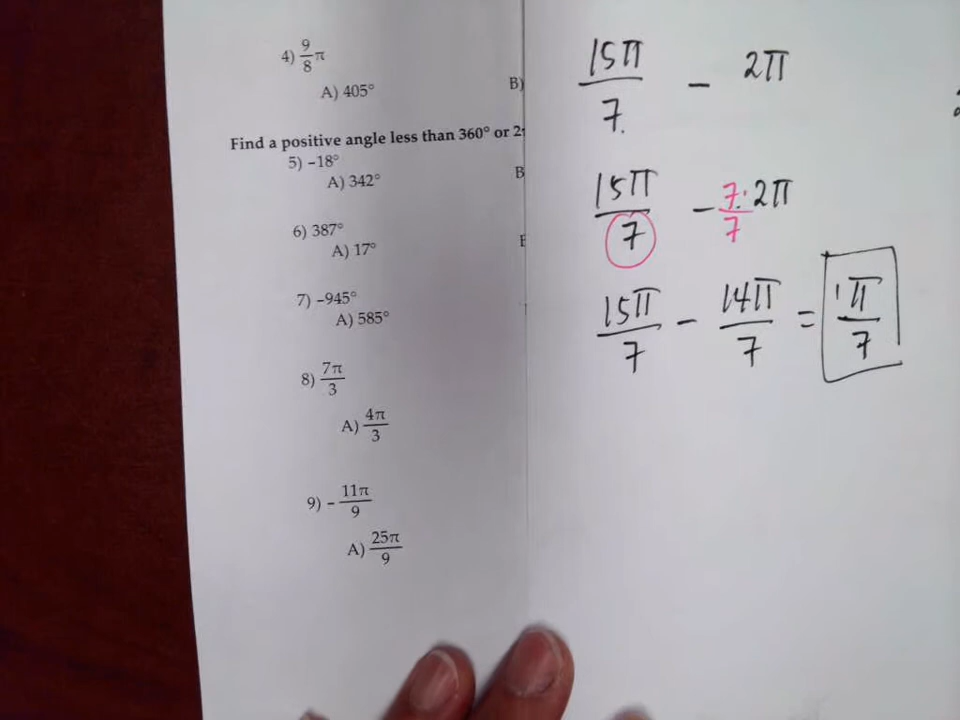 4) 9/8 π
A) 405°
B)
Find a positive angle less than 360° or 2
5) -18°
A) 342°
B
6) 387°
A) 17°
7) -945°
A) 585°
8) 7π/3
A) 4π/3
9) - 11π/9
A) 25π/9
15π/7 - 2π
15π/7 - 7·/7 2π
15π/7 - 14π/7 = 1π/7